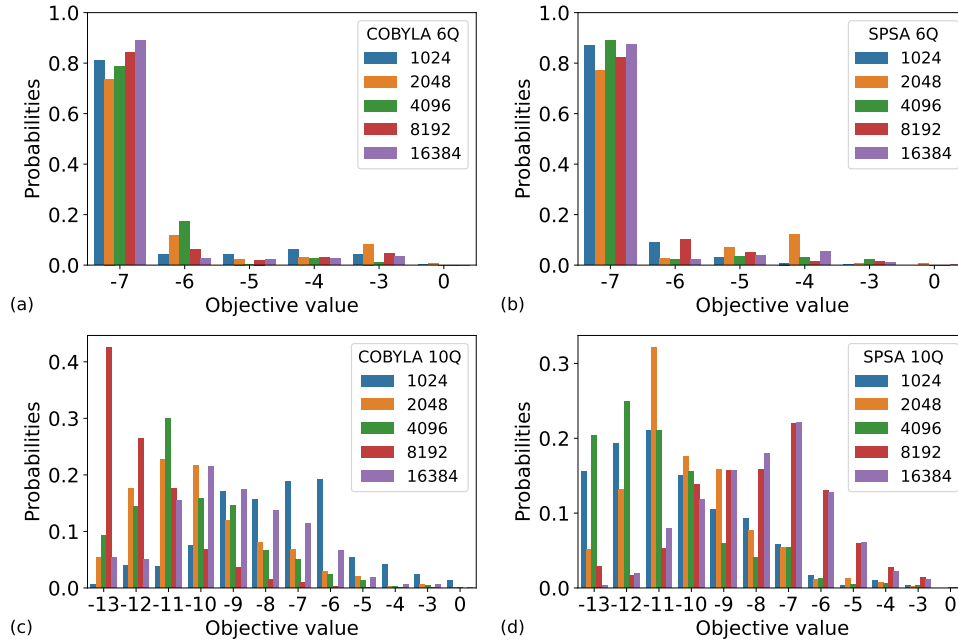 1.0
0.8
0.6
0.4
0.2
0.0
Probabilities
COBYLA 6Q
1024
2048
4096
8192
16384
-7 -6 -5 -4 -3 0
Objective value
(a)
1.0
0.8
0.6
0.4
0.2
0.0
Probabilities
SPSA 6Q
1024
2048
4096
8192
16384
-7 -6 -5 -4 -3 0
Objective value
(b)
0.4
0.3
0.2
0.1
0.0
Probabilities
COBYLA 10Q
1024
2048
4096
8192
16384
-13 -12 -11 -10 -9 -8 -7 -6 -5 -4 -3 0
Objective value
(c)
0.3
0.2
0.1
0.0
Probabilities
SPSA 10Q
1024
2048
4096
8192
16384
-13 -12 -11 -10 -9 -8 -7 -6 -5 -4 -3 0
Objective value
(d)